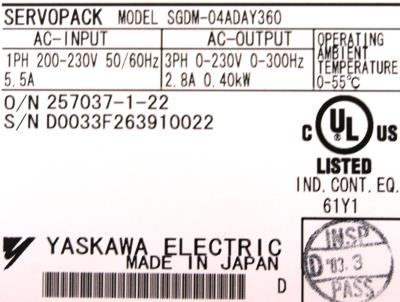 SERVOPACK MODEL SGDM-04ADAY360
AC-INPUT AC-OUTPUT OPERATING AMBIENT TEMPERATURE
1PH 200-230V 50/60Hz 3PH 0-230V 0-300Hz
5.5A 2.8A 0.40kW 0-55℃
O/N 257037-1-22
S/N D0033F263910022
C UL US
LISTED
IND. CONT. EQ.
61Y1
YASKAWA ELECTRIC
MADE IN JAPAN
D
INSP
D '03. 3
PASS